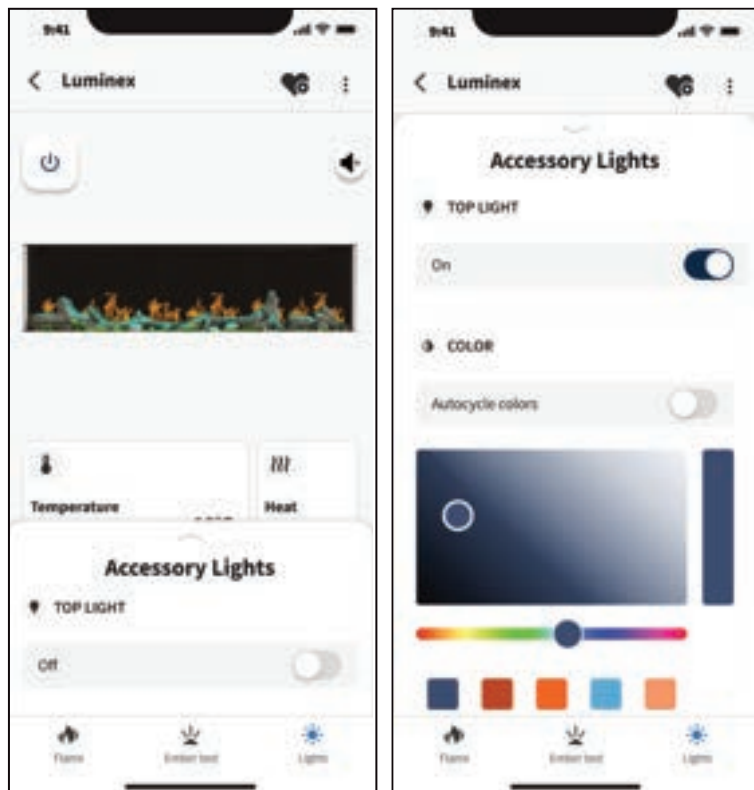 9:41
Luminex
Temperature
Heat
Accessory Lights
TOP LIGHT
Off
Flame
Ember bed
Lights
9:41
Luminex
Accessory Lights
TOP LIGHT
On
COLOR
Autocycle colors
Flame
Ember bed
Lights